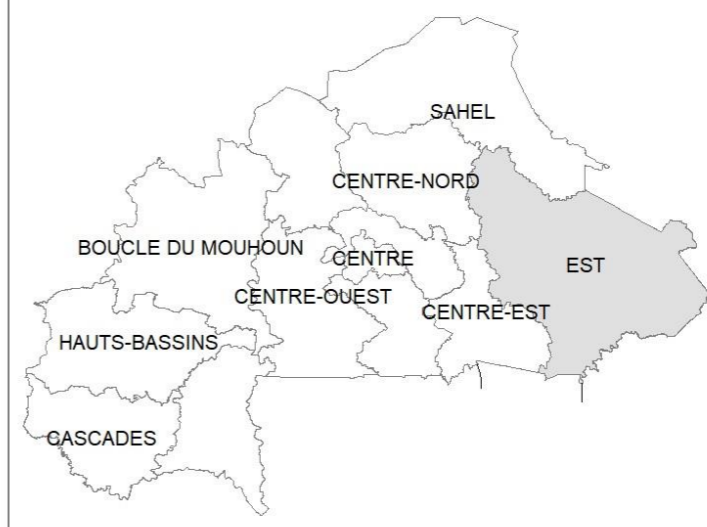 SAHEL
CENTRE-NORD
BOUCLE DU MOUHOUN
CENTRE
EST
CENTRE-OUEST
CENTRE-EST
HAUTS-BASSINS
CASCADES